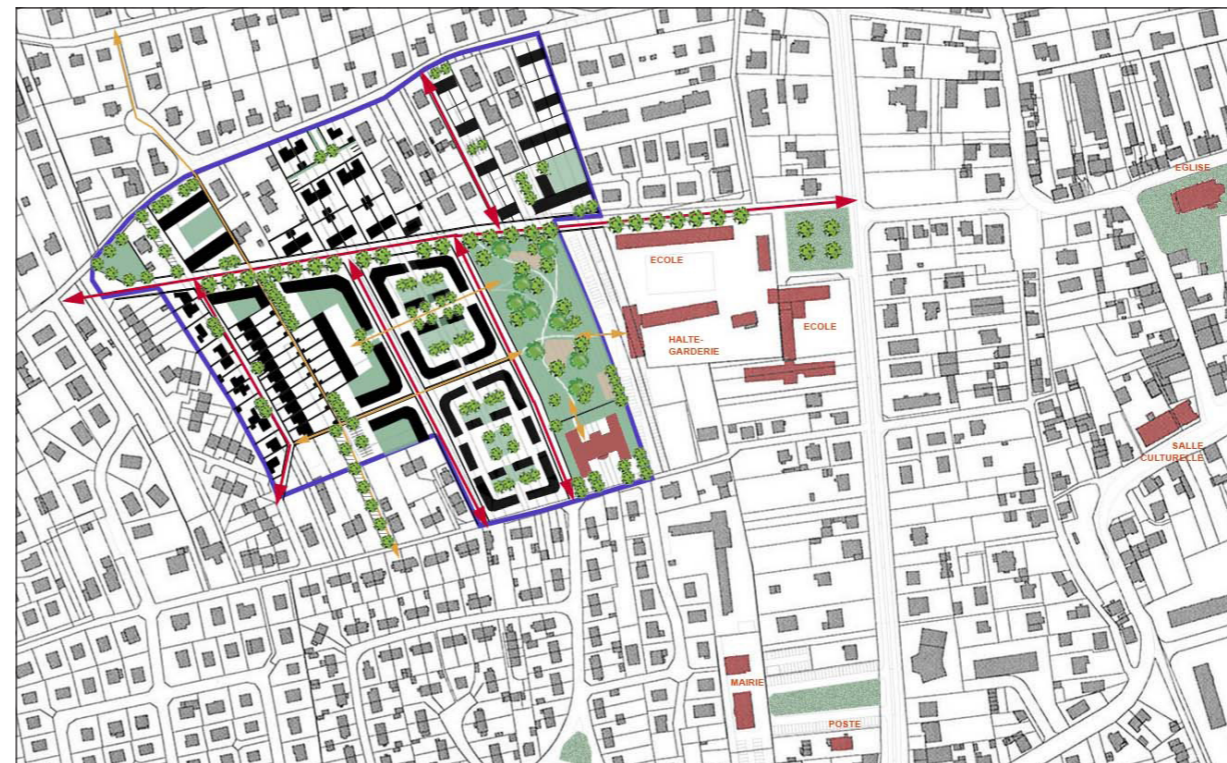 EGLISE
ECOLE
ECOLE
HALTE-
GARDERIE
SALLE
CULTURELLE
MAIRIE
POSTE